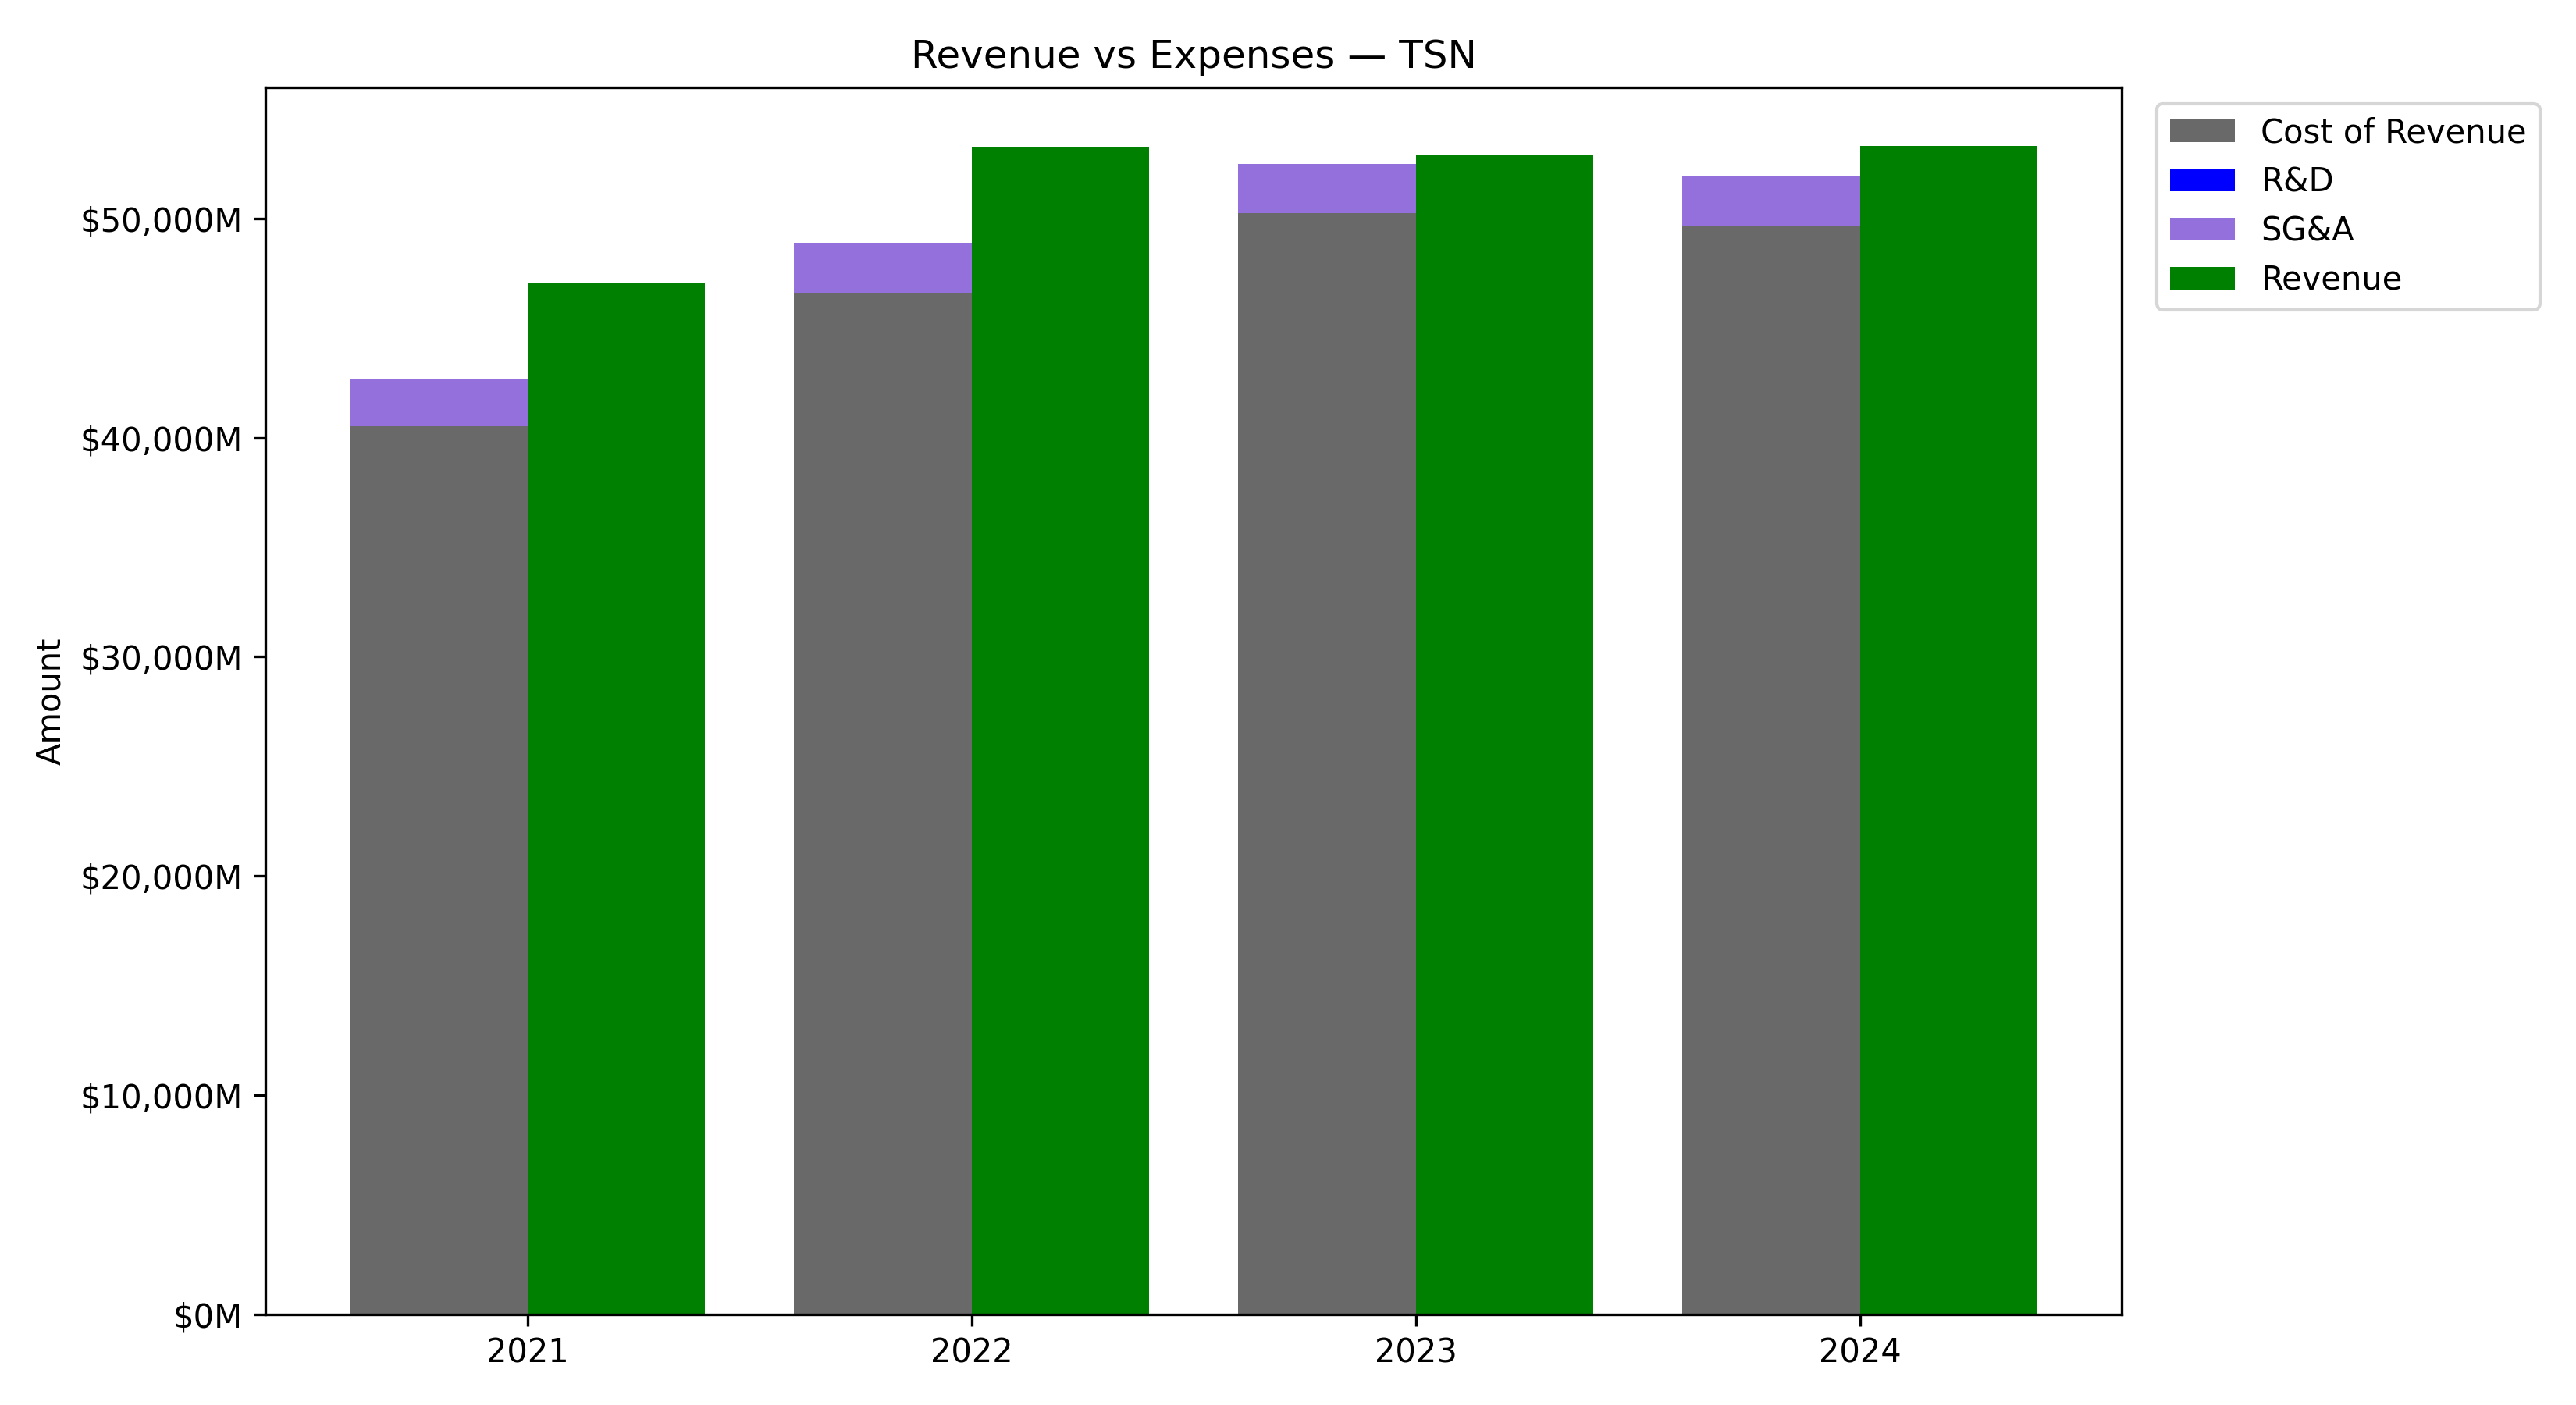 Revenue vs Expenses — TSN
Cost of Revenue
R&D
SG&A
Revenue
Amount
$50,000M
$40,000M
$30,000M
$20,000M
$10,000M
$0M
2021
2022
2023
2024